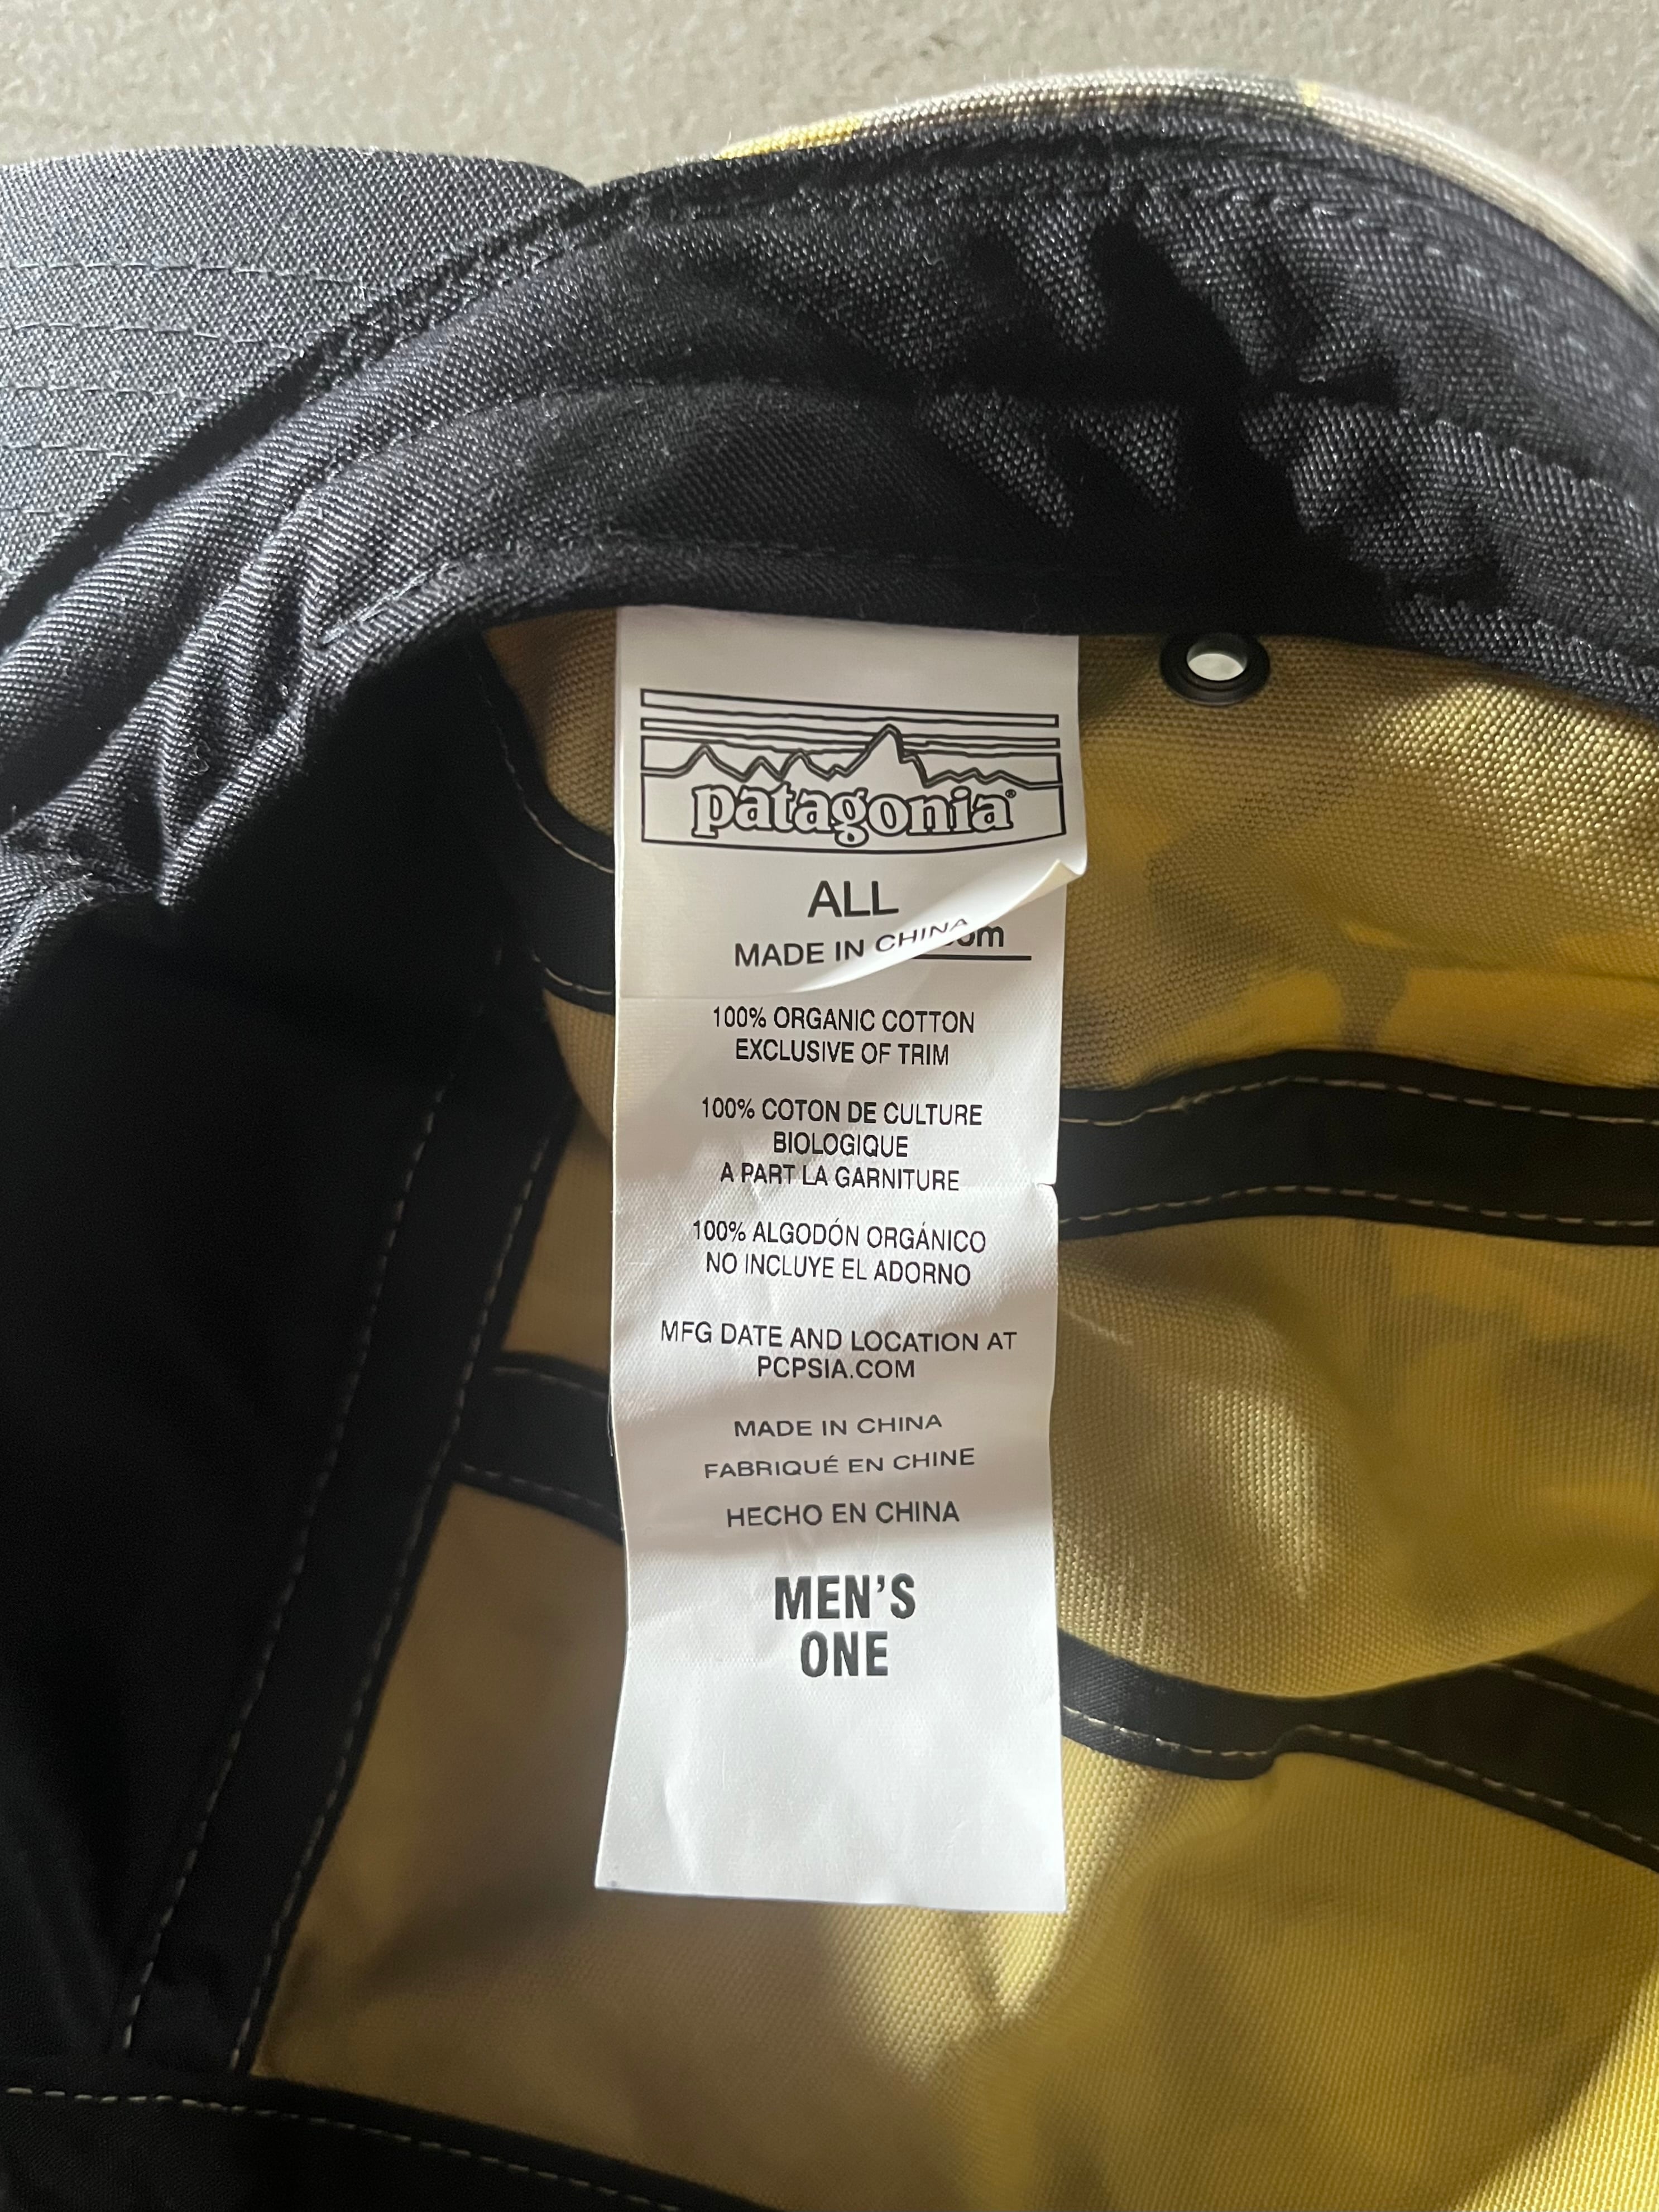 patagonia®
ALL
MADE IN CHINA
om
100% ORGANIC COTTON
EXCLUSIVE OF TRIM
100% COTON DE CULTURE
BIOLOGIQUE
A PART LA GARNITURE
100% ALGODÓN ORGÁNICO
NO INCLUYE EL ADORNO
MFG DATE AND LOCATION AT
PCPSIA.COM
MADE IN CHINA
FABRIQUÉ EN CHINE
HECHO EN CHINA
MEN'S
ONE